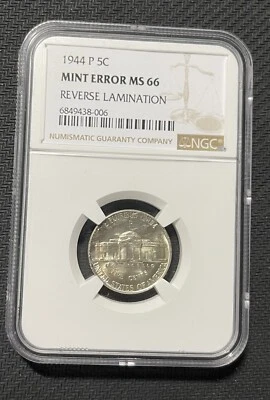 1944 P 5C
MINT ERROR MS 66
REVERSE LAMINATION
6849438-006
NUMISMATIC GUARANTY COMPANY
NGC
P